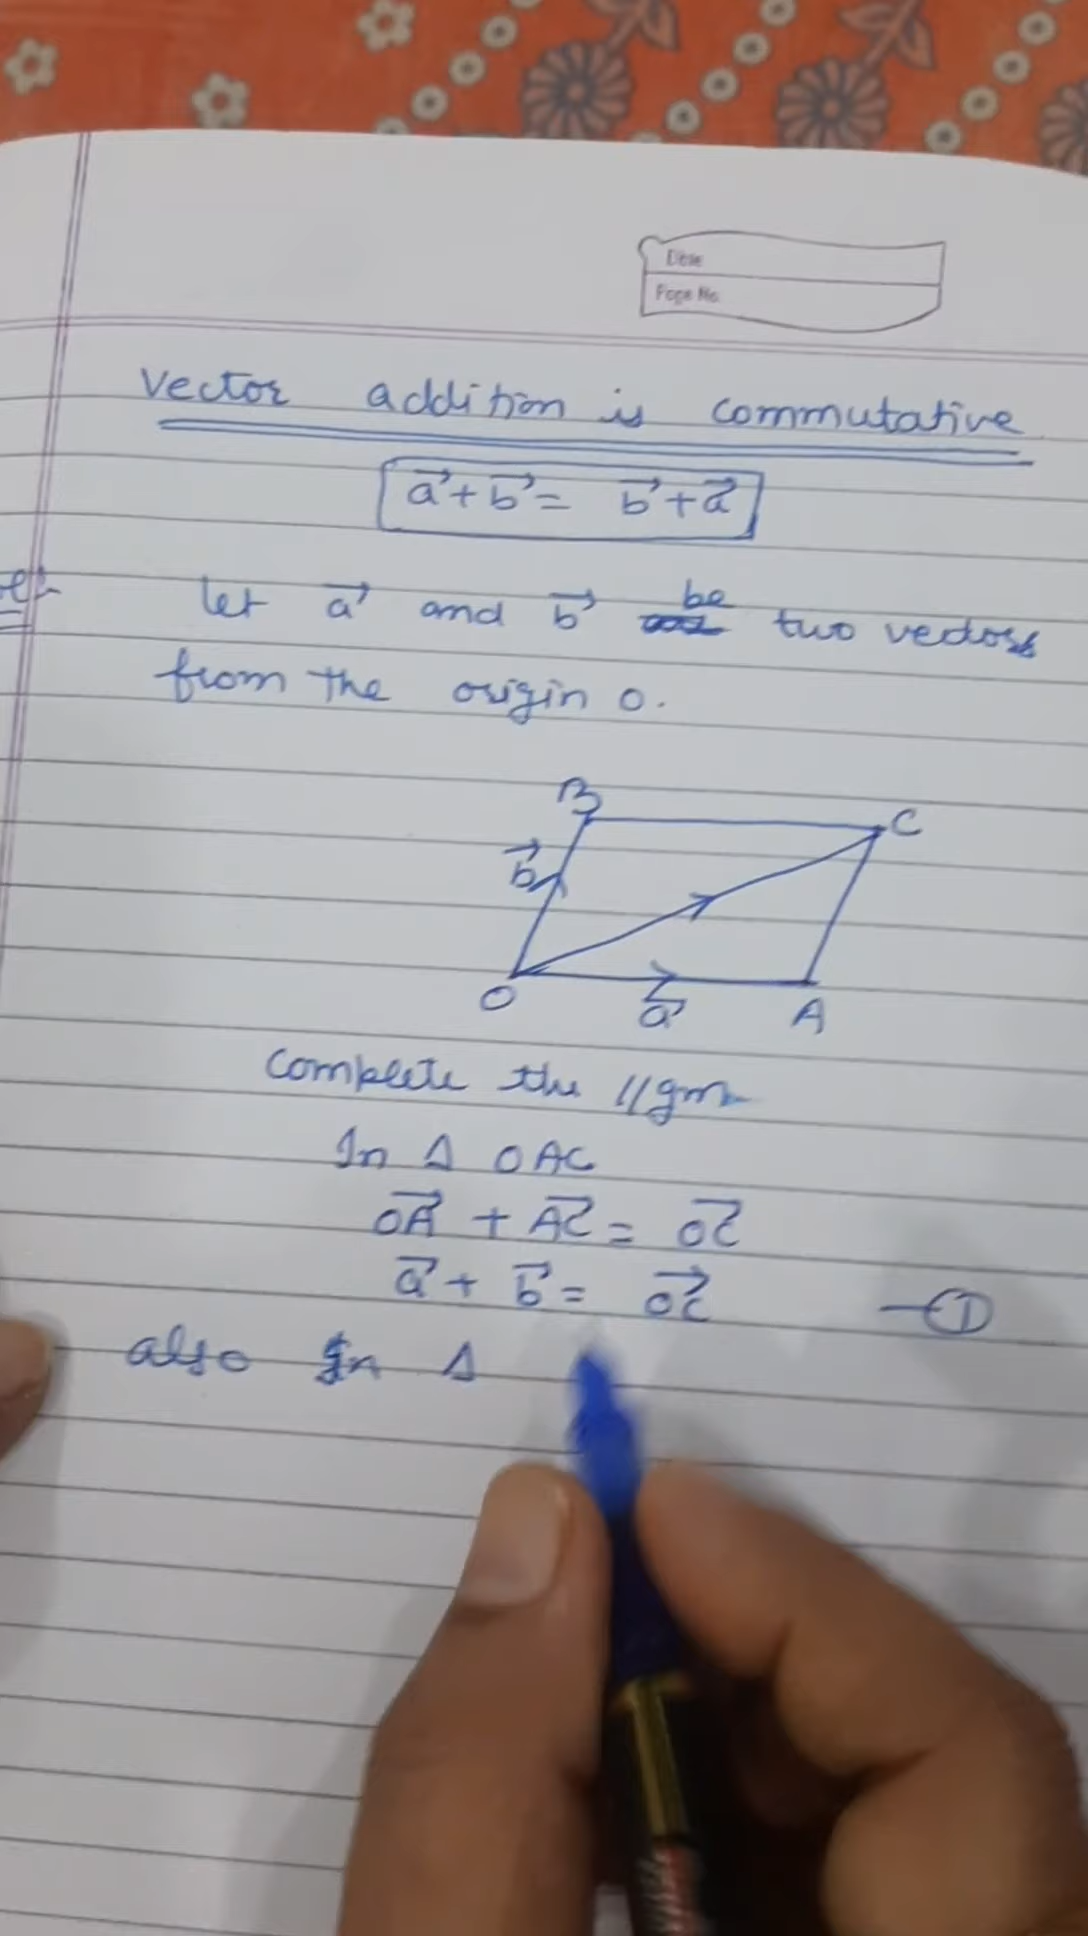 Date
Page No.
Vector addition is commutative
a⃗ + b⃗ = b⃗ + a⃗
Let a⃗ and b⃗ be two vectors
from the origin O.
B
C
b⃗
O
a⃗
A
Complete the //gm
In Δ OAC
OA⃗ + AC⃗ = OC⃗
a⃗ + b⃗ = OC⃗ —①
also In Δ